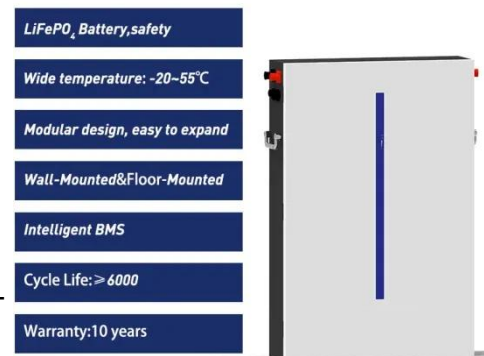 LiFePO₄ Battery,safety
Wide temperature: -20~55℃
Modular design, easy to expand
Wall-Mounted&Floor-Mounted
Intelligent BMS
Cycle Life:≥6000
Warranty:10 years